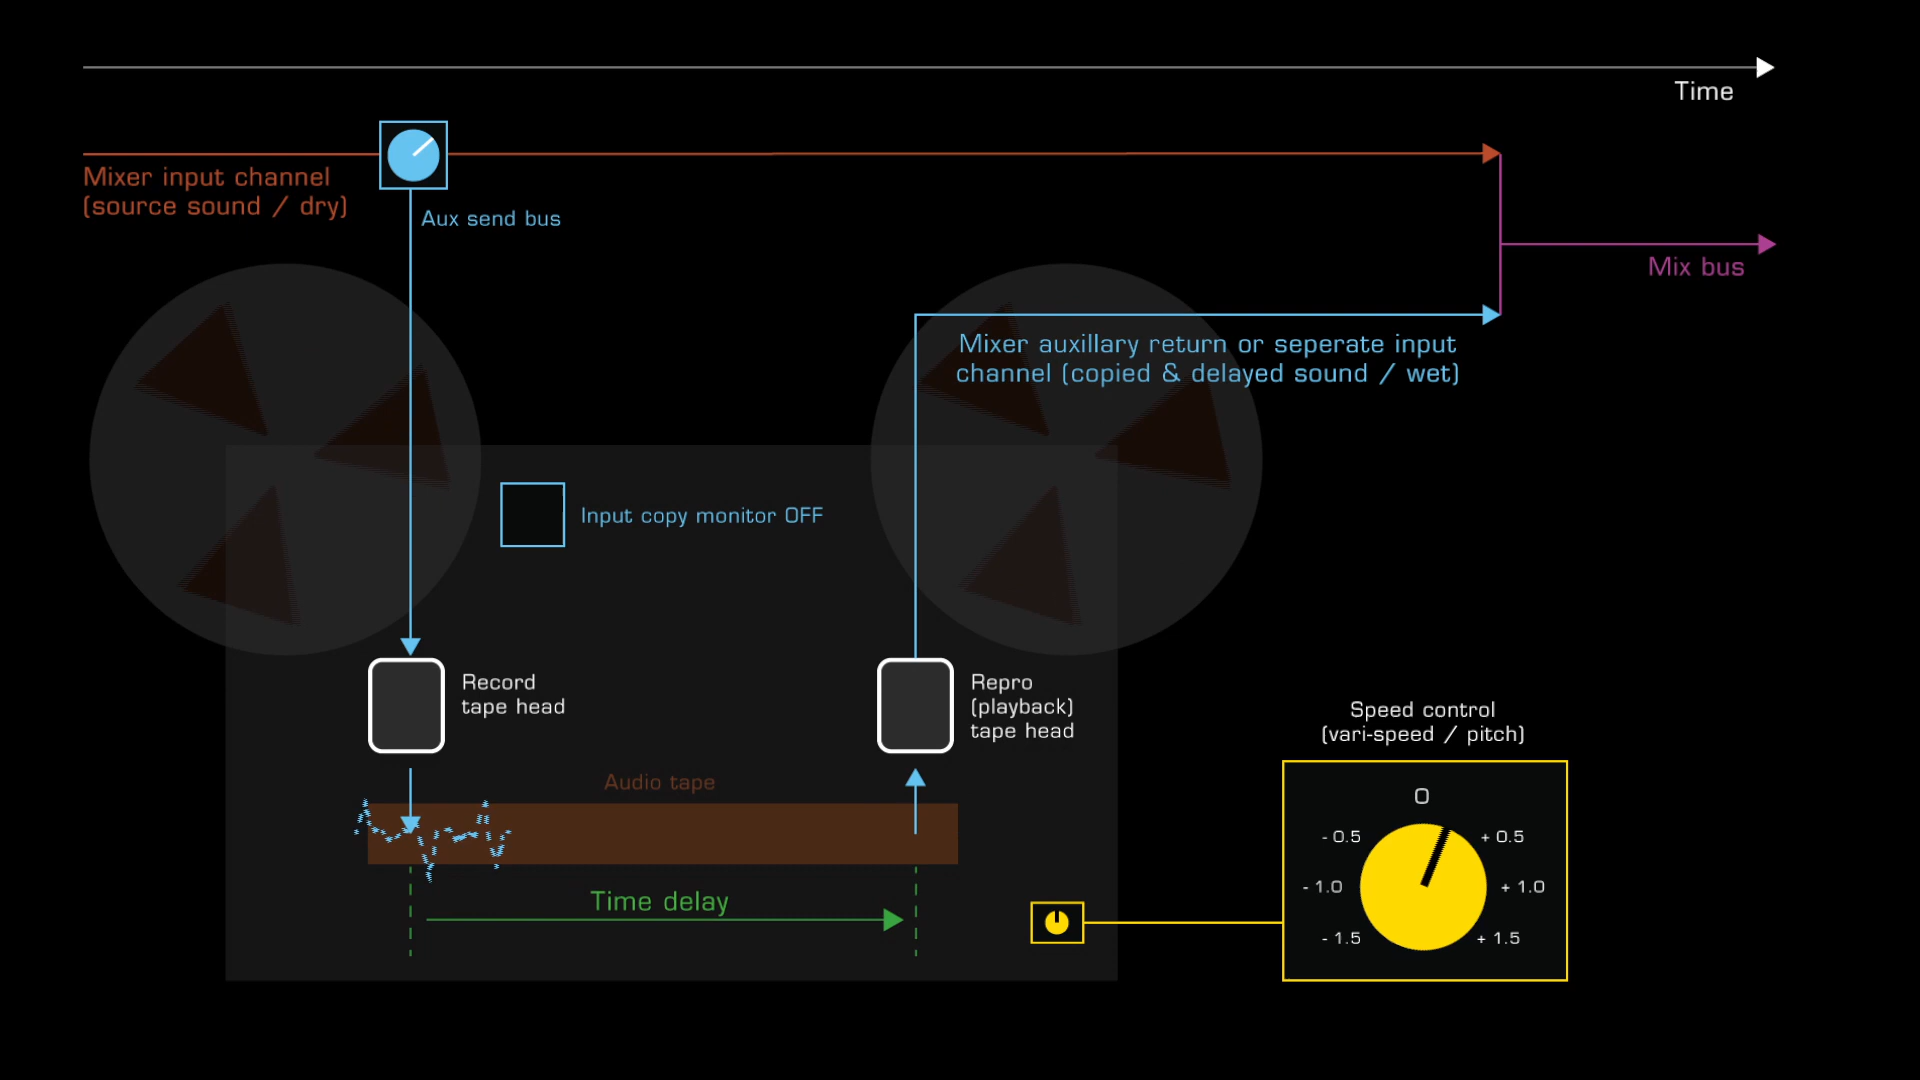 Time
Mixer input channel
(source sound / dry)
Aux send bus
Mix bus
Mixer auxillary return or seperate input
channel (copied & delayed sound / wet)
Input copy monitor OFF
Record
tape head
Repro
(playback)
tape head
Audio tape
Time delay
Speed control
(vari-speed / pitch)
0
- 0.5
+ 0.5
- 1.0
+ 1.0
- 1.5
+ 1.5